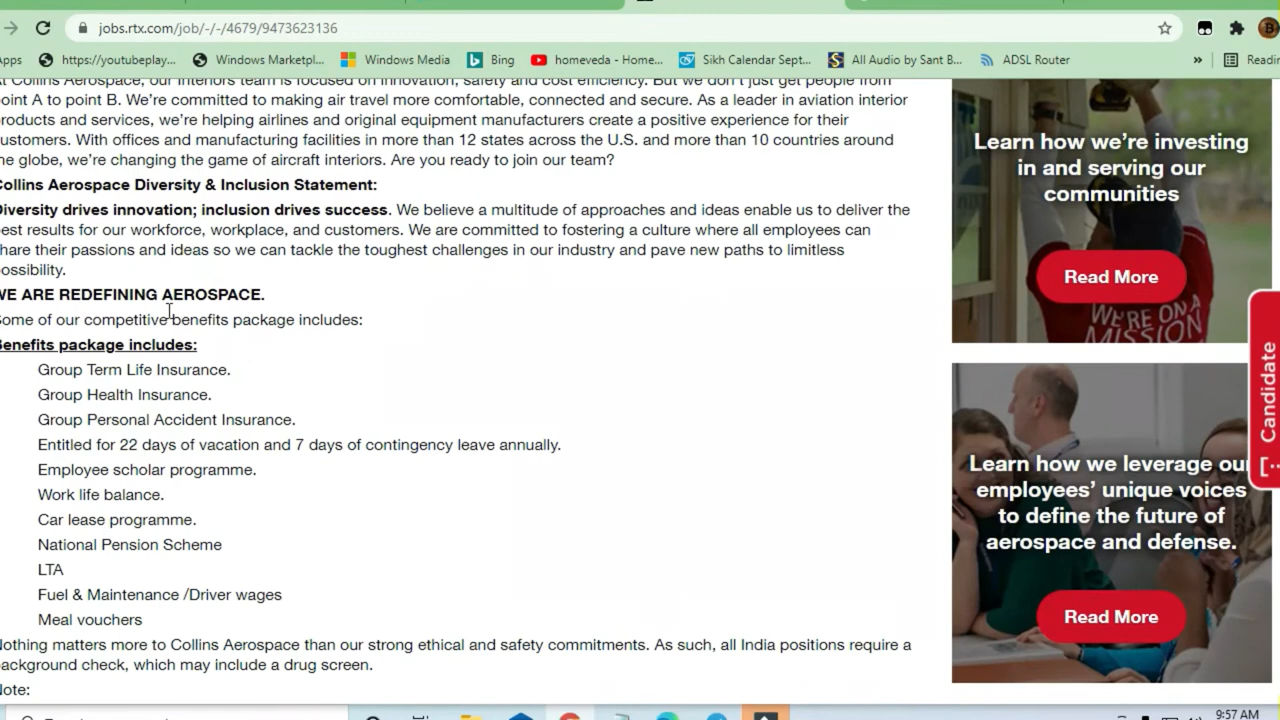 jobs.rtx.com/job/-/-/4679/9473623136
Apps https://youtubeplay... Windows Marketpl... Windows Media Bing homeveda - Home... Sikh Calendar Sept... All Audio by Sant B... ADSL Router » Readin
At Collins Aerospace, our interiors team is focused on innovation, safety and cost efficiency. But we don't just get people from
oint A to point B. We're committed to making air travel more comfortable, connected and secure. As a leader in aviation interior
products and services, we're helping airlines and original equipment manufacturers create a positive experience for their
ustomers. With offices and manufacturing facilities in more than 12 states across the U.S. and more than 10 countries around
he globe, we're changing the game of aircraft interiors. Are you ready to join our team?
Collins Aerospace Diversity & Inclusion Statement:
Diversity drives innovation; inclusion drives success. We believe a multitude of approaches and ideas enable us to deliver the
best results for our workforce, workplace, and customers. We are committed to fostering a culture where all employees can
share their passions and ideas so we can tackle the toughest challenges in our industry and pave new paths to limitless
possibility.
WE ARE REDEFINING AEROSPACE.
Some of our competitive benefits package includes:
Benefits package includes:
Group Term Life Insurance.
Group Health Insurance.
Group Personal Accident Insurance.
Entitled for 22 days of vacation and 7 days of contingency leave annually.
Employee scholar programme.
Work life balance.
Car lease programme.
National Pension Scheme
LTA
Fuel & Maintenance /Driver wages
Meal vouchers
Nothing matters more to Collins Aerospace than our strong ethical and safety commitments. As such, all India positions require a
background check, which may include a drug screen.
Note:
Learn how we're investing
in and serving our
communities
Read More
WE'RE ON A
MISSION
Learn how we leverage our
employees' unique voices
to define the future of
aerospace and defense.
Read More
Candidate
9:57 AM